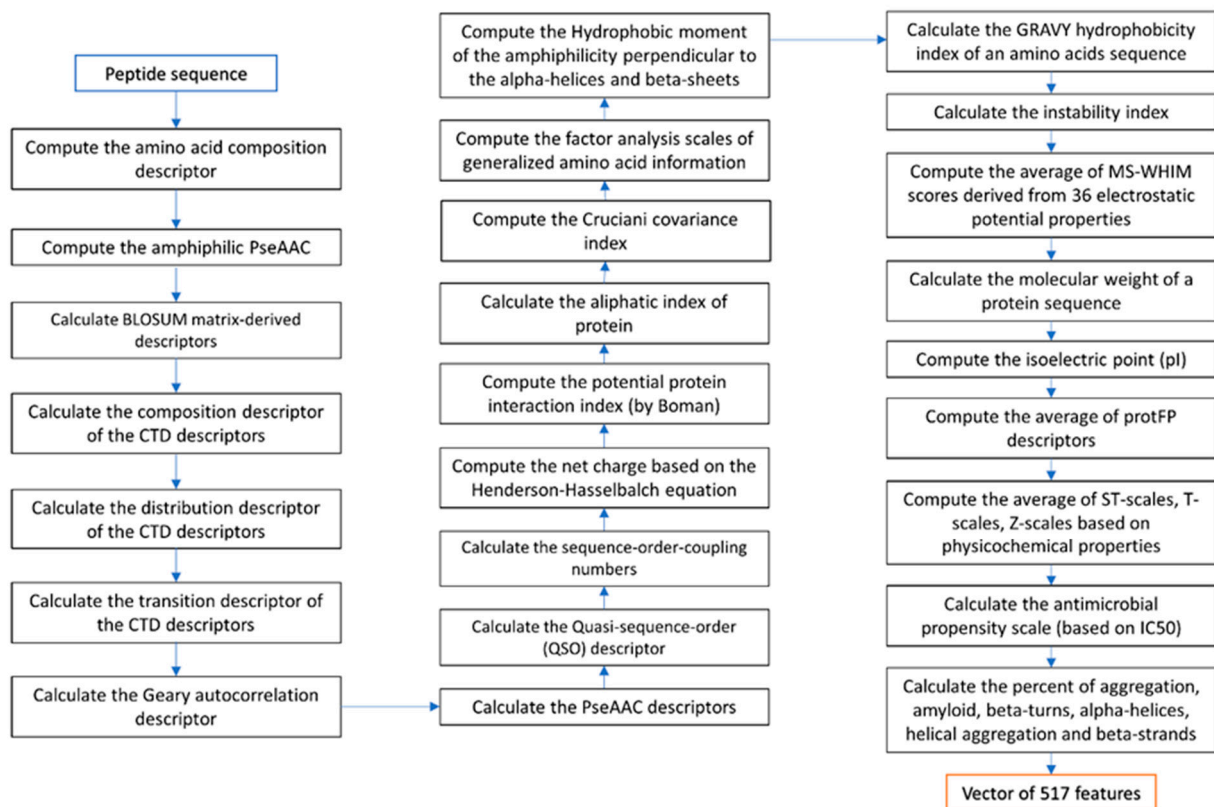 Peptide sequence
Compute the amino acid composition
descriptor
Compute the amphiphilic PseAAC
Calculate BLOSUM matrix-derived
descriptors
Calculate the composition descriptor
of the CTD descriptors
Calculate the distribution descriptor
of the CTD descriptors
Calculate the transition descriptor of
the CTD descriptors
Calculate the Geary autocorrelation
descriptor
Calculate the PseAAC descriptors
Calculate the Quasi-sequence-order
(QSO) descriptor
Calculate the sequence-order-coupling
numbers
Compute the net charge based on the
Henderson-Hasselbalch equation
Compute the potential protein
interaction index (by Boman)
Calculate the aliphatic index of
protein
Compute the Cruciani covariance
index
Compute the factor analysis scales of
generalized amino acid information
Compute the Hydrophobic moment
of the amphiphilicity perpendicular to
the alpha-helices and beta-sheets
Calculate the GRAVY hydrophobicity
index of an amino acids sequence
Calculate the instability index
Compute the average of MS-WHIM
scores derived from 36 electrostatic
potential properties
Calculate the molecular weight of a
protein sequence
Compute the isoelectric point (pI)
Compute the average of protFP
descriptors
Compute the average of ST-scales, T-
scales, Z-scales based on
physicochemical properties
Calculate the antimicrobial
propensity scale (based on IC50)
Calculate the percent of aggregation,
amyloid, beta-turns, alpha-helices,
helical aggregation and beta-strands
Vector of 517 features